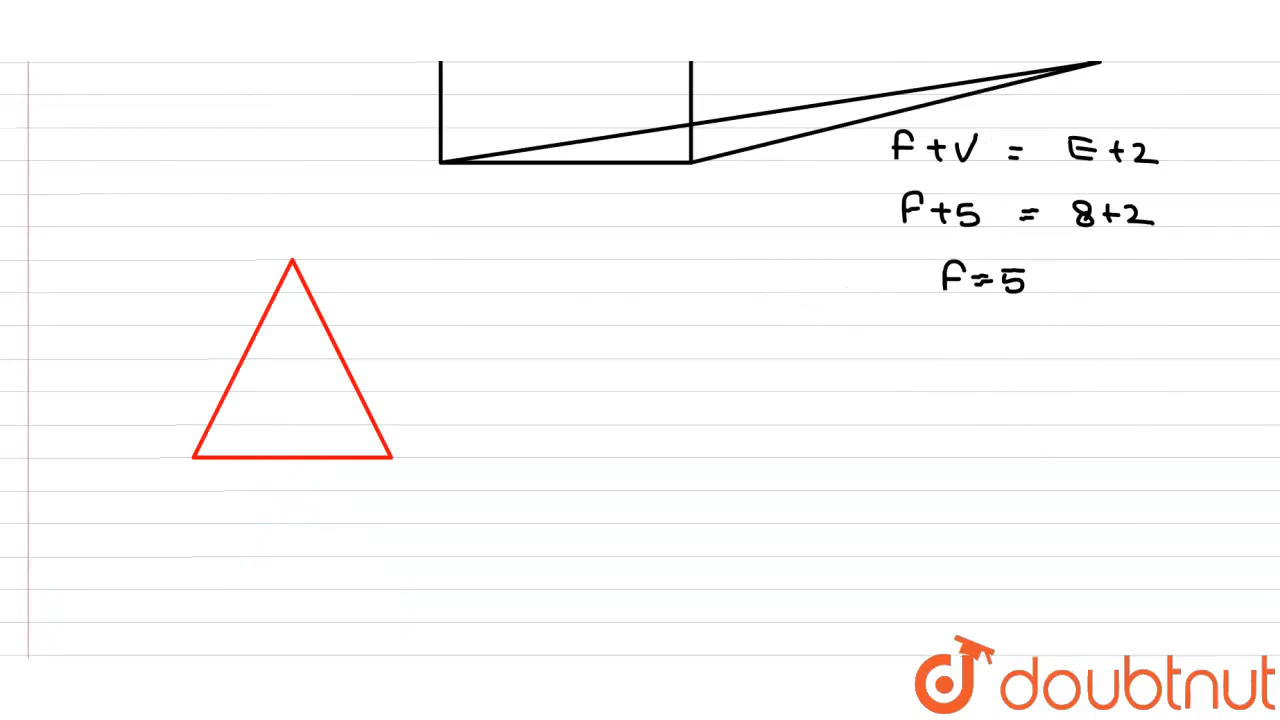 F+V = E+2
F+5 = 8+2
F=5
doubtnut